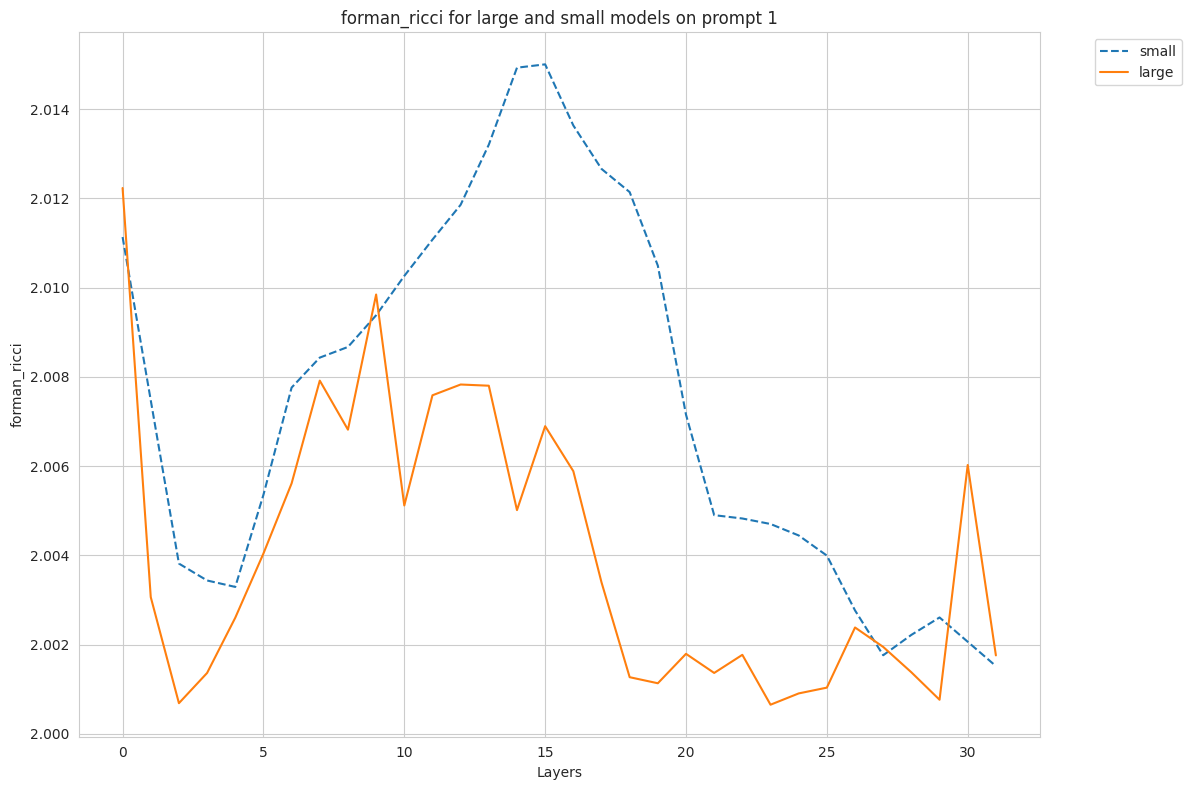 forman_ricci for large and small models on prompt 1
small
large
forman_ricci
2.014
2.012
2.010
2.008
2.006
2.004
2.002
2.000
0 5 10 15 20 25 30
Layers